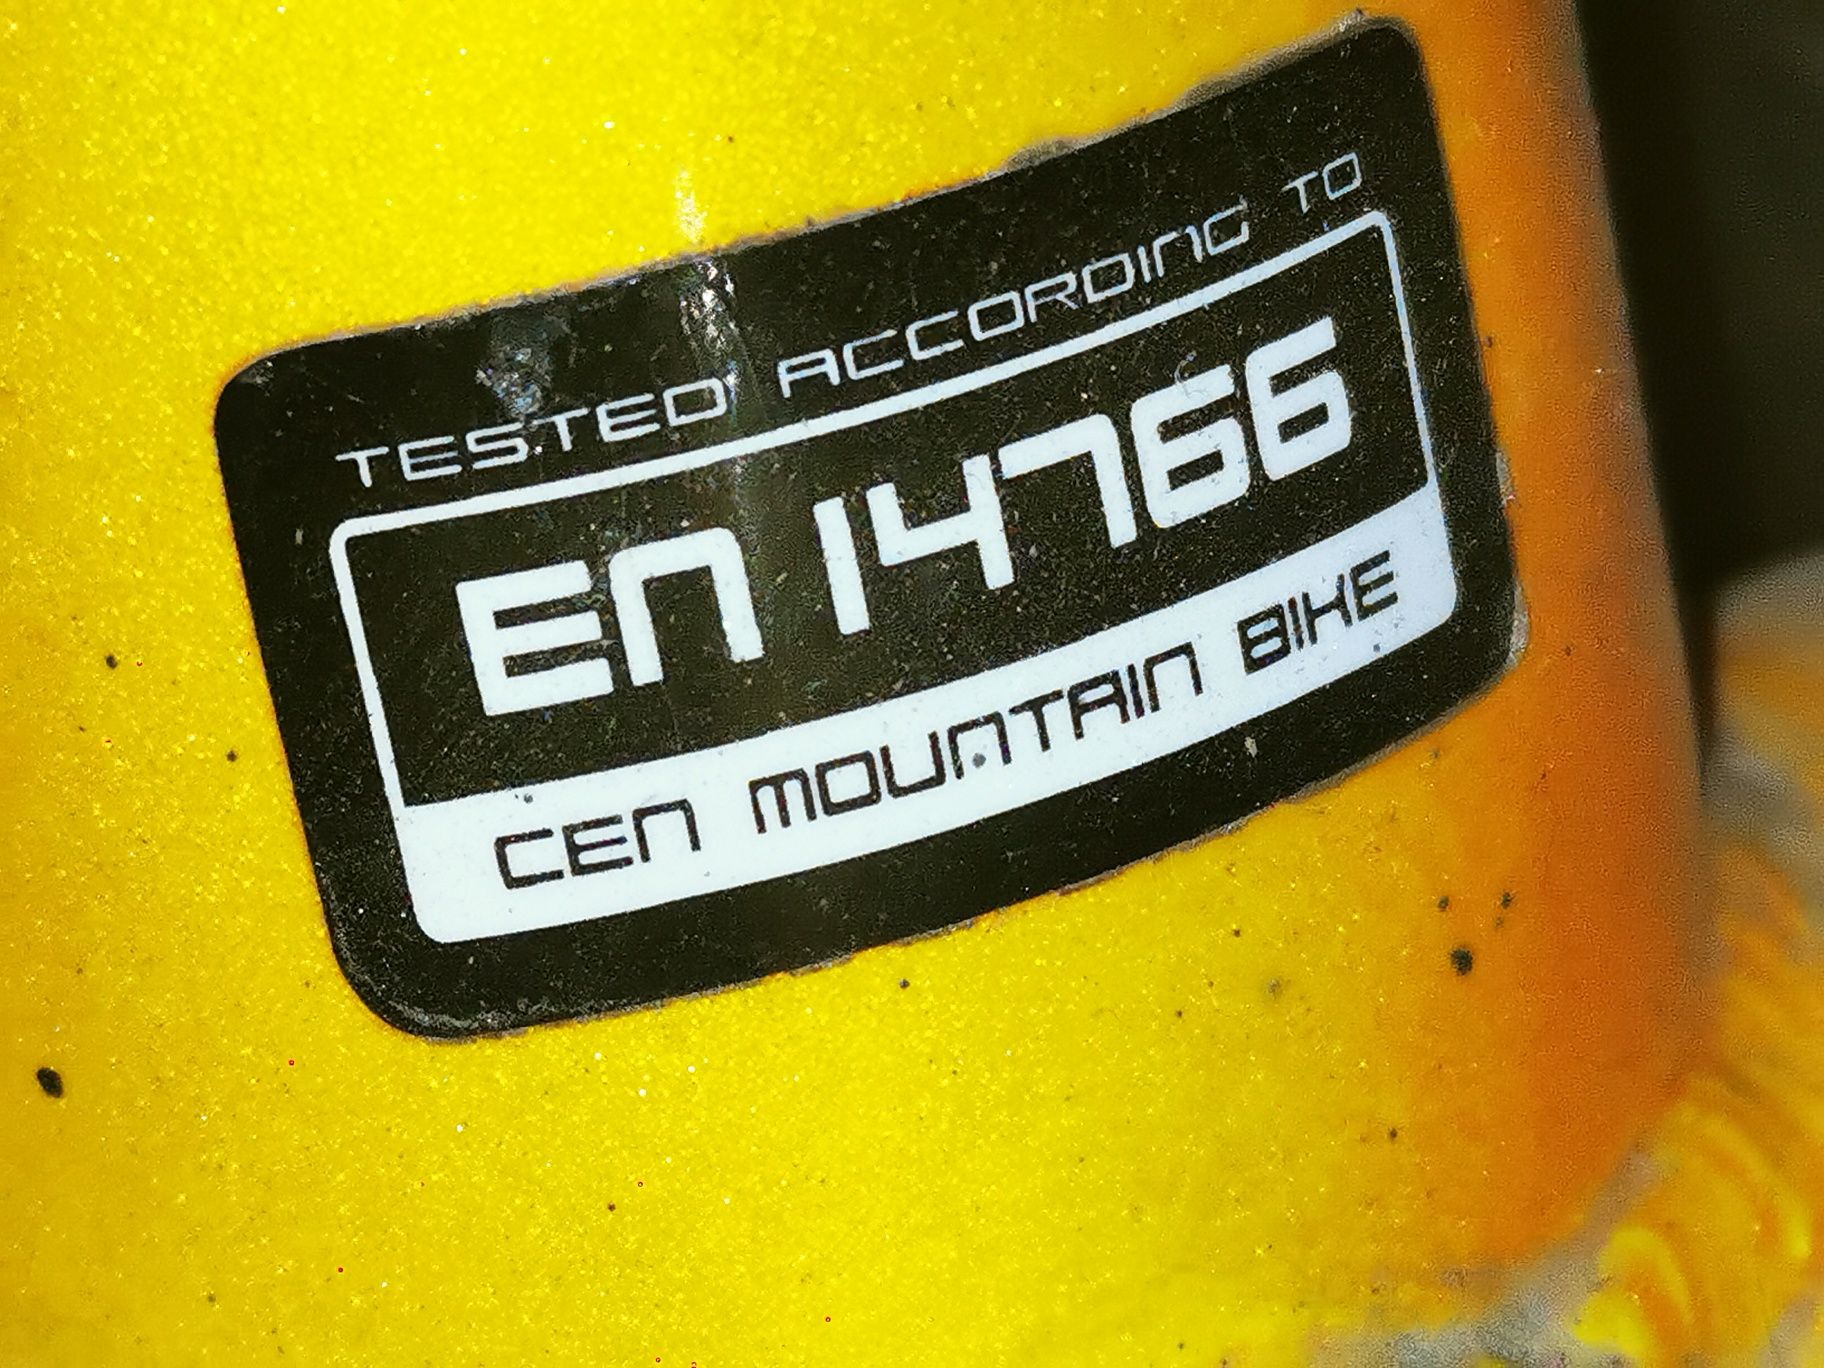 TESTED ACCORDING TO
EN 14766
CEN MOUNTAIN BIKE